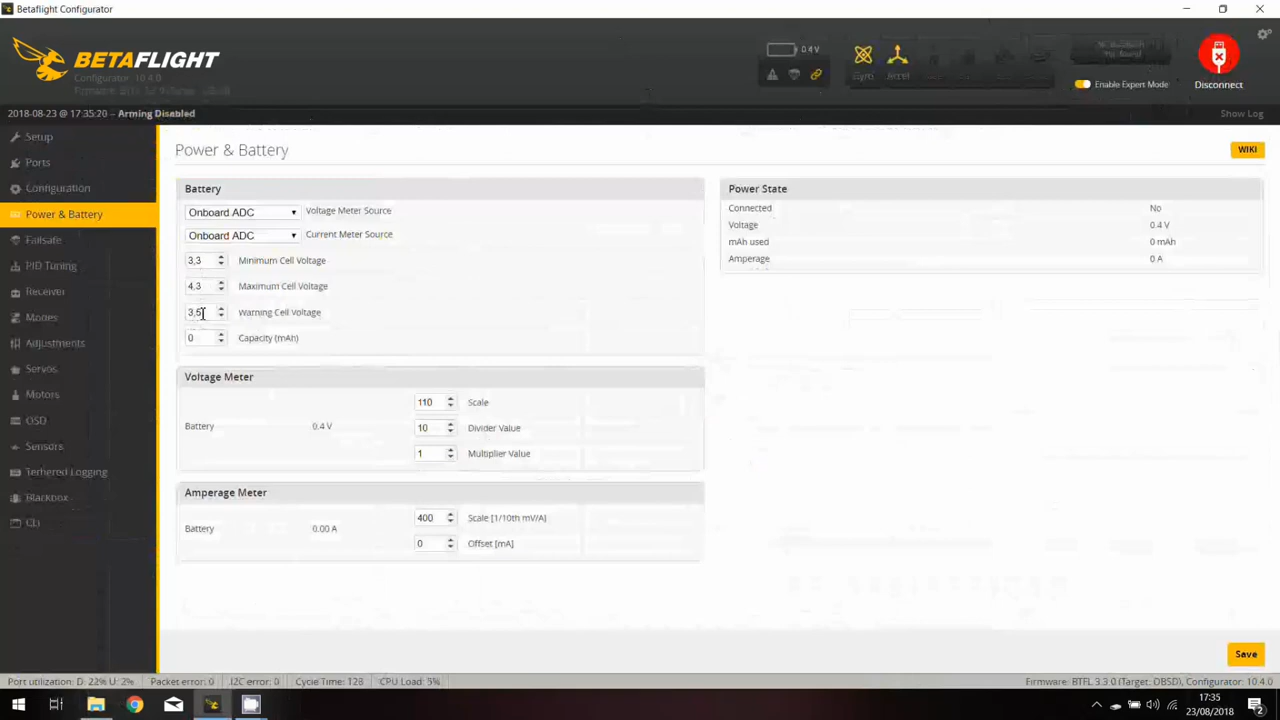 Betaflight Configurator
BETAFLIGHT
Configurator: 10.4.0
0.4 V
Gyro
Accel
Enable Expert Mode
Disconnect
2018-08-23 @ 17:35:20 -- Arming Disabled
Show Log
Setup
Ports
Configuration
Power & Battery
Failsafe
PID Tuning
Receiver
Modes
Adjustments
Servos
Motors
OSD
Sensors
Tethered Logging
Blackbox
CLI
Power & Battery
WIKI
Battery
Onboard ADC Voltage Meter Source
Onboard ADC Current Meter Source
3,3 Minimum Cell Voltage
4,3 Maximum Cell Voltage
3,5 Warning Cell Voltage
0 Capacity (mAh)
Power State
Connected No
Voltage 0.4 V
mAh used 0 mAh
Amperage 0 A
Voltage Meter
Battery 0.4 V
110 Scale
10 Divider Value
1 Multiplier Value
Amperage Meter
Battery 0.00 A
400 Scale [1/10th mV/A]
0 Offset [mA]
Save
Port utilization: D: 22% U: 2% Packet error: 0 I2C error: 0 Cycle Time: 128 CPU Load: 5% Firmware: BTFL 3.3.0 (Target: OBSD), Configurator: 10.4.0
17:35
23/08/2018
2